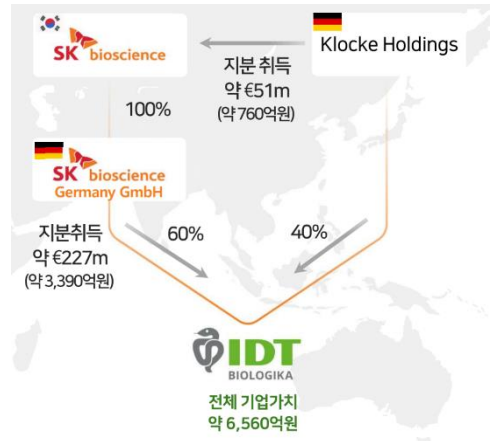 SK bioscience
Klocke Holdings
지분 취득
약 €51m
(약 760억원)
100%
SK bioscience
Germany GmbH
지분취득
약 €227m
(약 3,390억원)
60%
40%
IDT
BIOLOGIKA
전체 기업가치
약 6,560억원